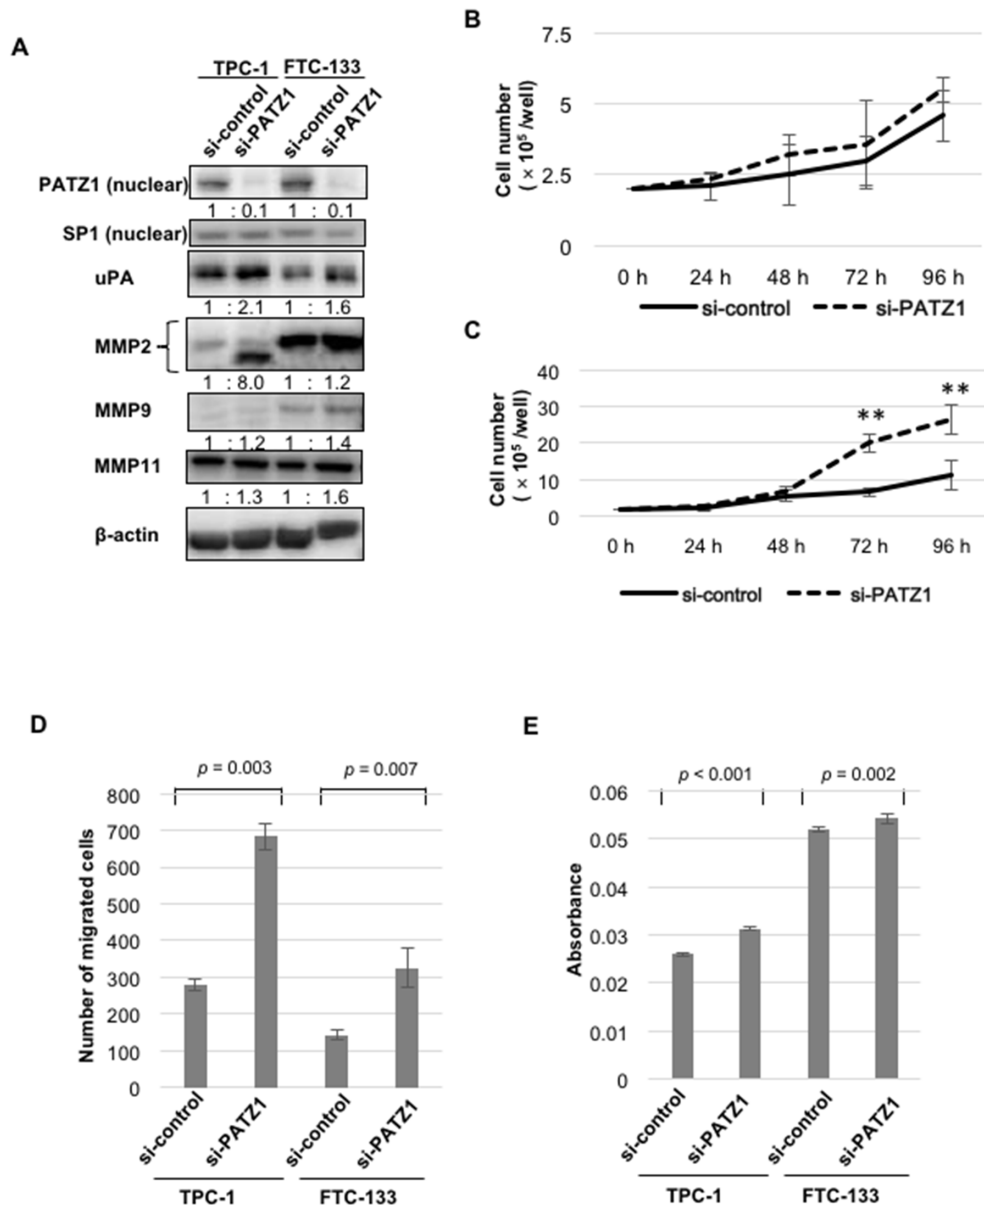 A
TPC-1 FTC-133
si-control si-PATZ1 si-control si-PATZ1
PATZ1 (nuclear)
1 : 0.1 1 : 0.1
SP1 (nuclear)
uPA
1 : 2.1 1 : 1.6
MMP2
1 : 8.0 1 : 1.2
MMP9
1 : 1.2 1 : 1.4
MMP11
1 : 1.3 1 : 1.6
β-actin
B
Cell number
( × 10⁵ /well)
7.5
5
2.5
0
0 h 24 h 48 h 72 h 96 h
si-control si-PATZ1
C
Cell number
( × 10⁵ /well)
40
30
20
10
0
** **
0 h 24 h 48 h 72 h 96 h
si-control si-PATZ1
D
p = 0.003 p = 0.007
Number of migrated cells
800
700
600
500
400
300
200
100
0
si-control si-PATZ1 si-control si-PATZ1
TPC-1 FTC-133
E
p < 0.001 p = 0.002
Absorbance
0.06
0.05
0.04
0.03
0.02
0.01
0
si-control si-PATZ1 si-control si-PATZ1
TPC-1 FTC-133